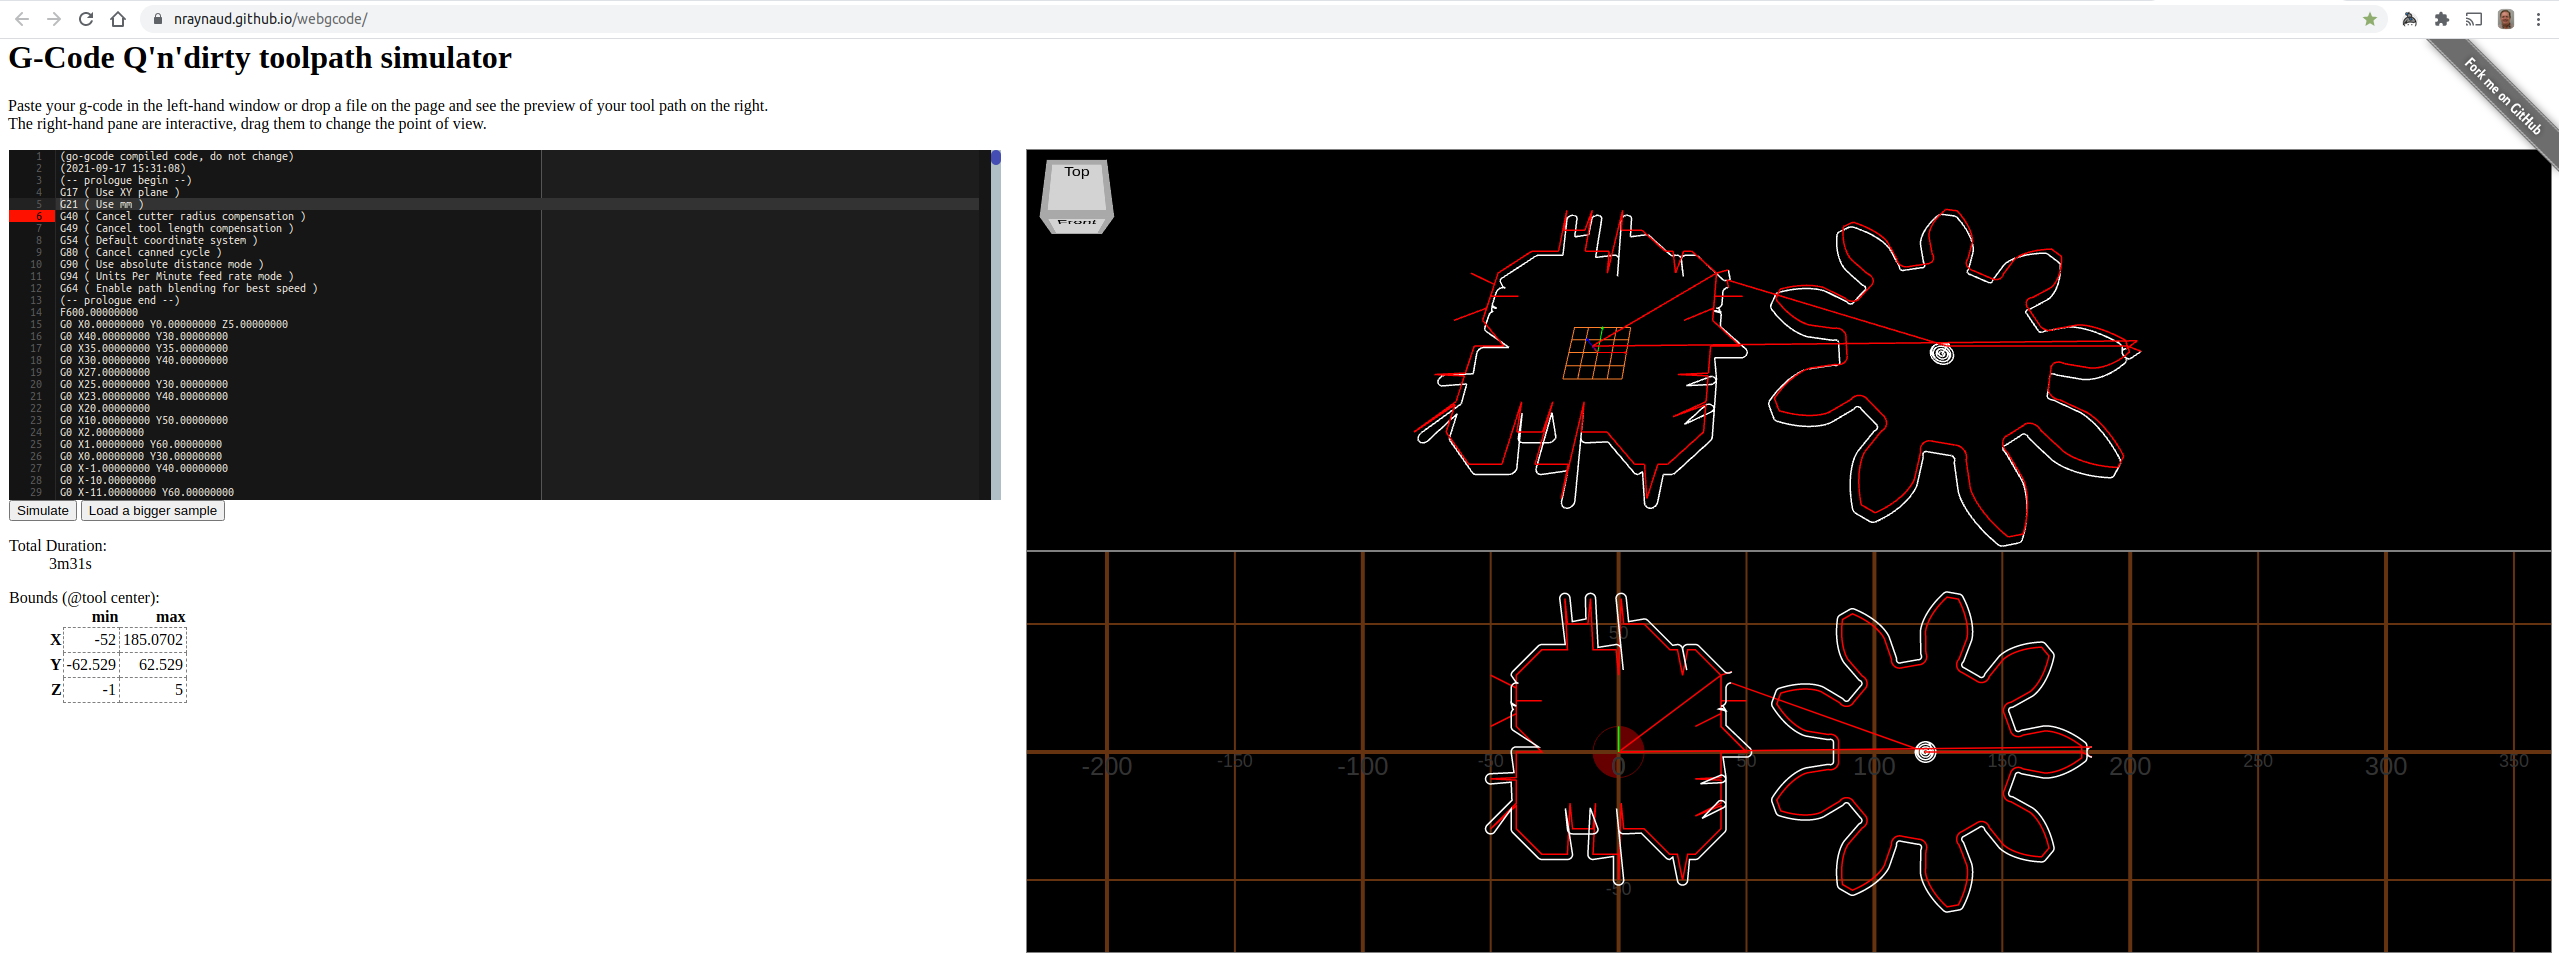 nraynaud.github.io/webgcode/
G-Code Q'n'dirty toolpath simulator
Fork me on GitHub
Paste your g-code in the left-hand window or drop a file on the page and see the preview of your tool path on the right.
The right-hand pane are interactive, drag them to change the point of view.
1 (go-gcode compiled code, do not change)
2 (2021-09-17 15:31:08)
3 (-- prologue begin --)
4 G17 ( Use XY plane )
5 G21 ( Use mm )
6 G40 ( Cancel cutter radius compensation )
7 G49 ( Cancel tool length compensation )
8 G54 ( Default coordinate system )
9 G80 ( Cancel canned cycle )
10 G90 ( Use absolute distance mode )
11 G94 ( Units Per Minute feed rate mode )
12 G64 ( Enable path blending for best speed )
13 (-- prologue end --)
14 F600.00000000
15 G0 X0.00000000 Y0.00000000 Z5.00000000
16 G0 X40.00000000 Y30.00000000
17 G0 X35.00000000 Y35.00000000
18 G0 X30.00000000 Y40.00000000
19 G0 X27.00000000
20 G0 X25.00000000 Y30.00000000
21 G0 X23.00000000 Y40.00000000
22 G0 X20.00000000
23 G0 X10.00000000 Y50.00000000
24 G0 X2.00000000
25 G0 X1.00000000 Y60.00000000
26 G0 X0.00000000 Y30.00000000
27 G0 X-1.00000000 Y40.00000000
28 G0 X-10.00000000
29 G0 X-11.00000000 Y60.00000000
Simulate Load a bigger sample
Total Duration:
3m31s
Bounds (@tool center):
min max
X -52 185.0702
Y -62.529 62.529
Z -1 5
Top
Front
50
-200 -150 -100 -50 0 50 100 150 200 250 300 350
-50